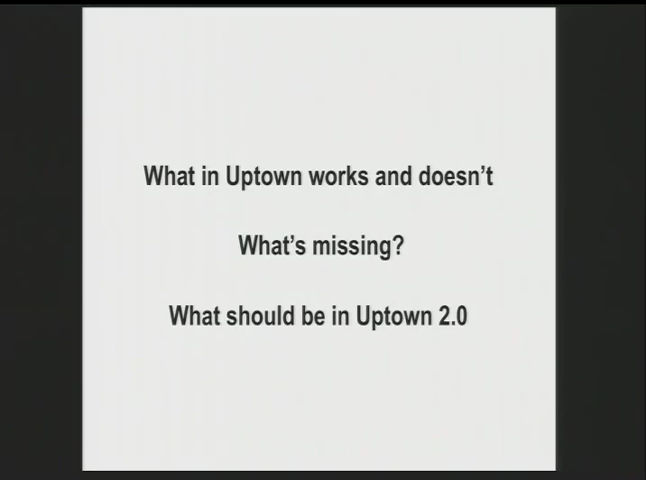 What in Uptown works and doesn’t
What’s missing?
What should be in Uptown 2.0